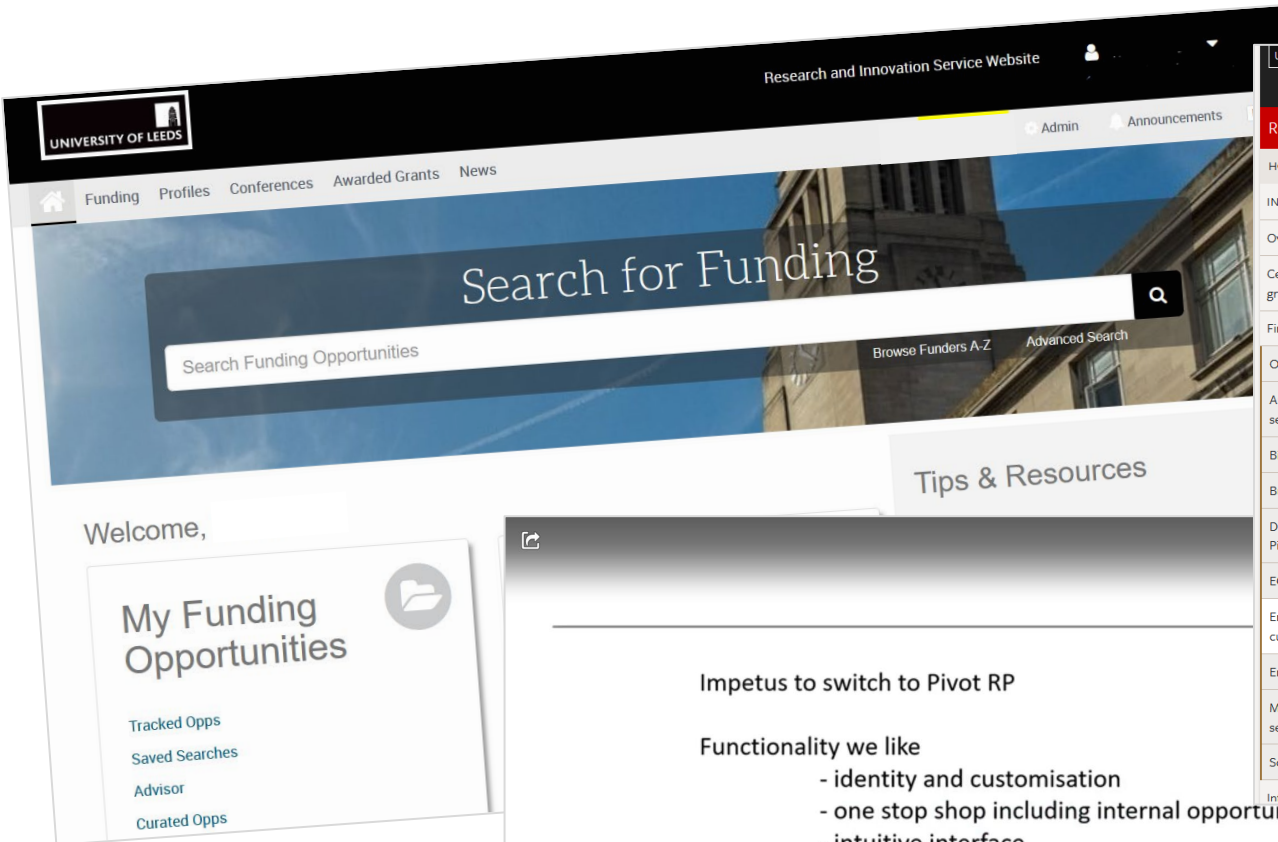 Research and Innovation Service Website
UNIVERSITY OF LEEDS
Admin
Announcements
Funding
Profiles
Conferences
Awarded Grants
News
Search for Funding
Search Funding Opportunities
Browse Funders A-Z
Advanced Search
Tips & Resources
Welcome,
My Funding
Opportunities
Tracked Opps
Saved Searches
Advisor
Curated Opps
Impetus to switch to Pivot RP
Functionality we like
- identity and customisation
- one stop shop including internal
- intuitive interface